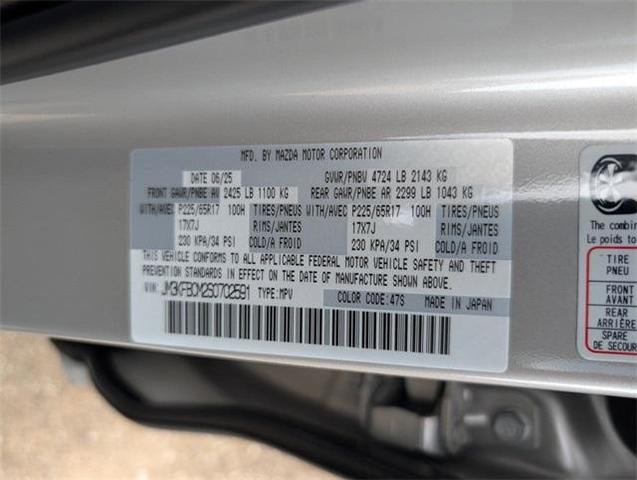 MFD. BY MAZDA MOTOR CORPORATION
DATE 06/25 GVWR/PNBV 4724 LB 2143 KG
FRONT GAWR/PNBE AV 2425 LB 1100 KG REAR GAWR/PNBE AR 2299 LB 1043 KG
WITH/AVEC P225/65R17 100H TIRES/PNEUS WITH/AVEC P225/65R17 100H TIRES/PNEUS
17X7J RIMS/JANTES 17X7J RIMS/JANTES
230 KPA/34 PSI COLD/A FROID 230 KPA/34 PSI COLD/A FROID
THIS VEHICLE CONFORMS TO ALL APPLICABLE FEDERAL MOTOR VEHICLE SAFETY AND THEFT
PREVENTION STANDARDS IN EFFECT ON THE DATE OF MANUFACTURE SHOWN ABOVE.
VIN: JM3KFBCM2S0702591 TYPE:MPV COLOR CODE:47S MADE IN JAPAN
The combin
Le poids to
TIRE
PNEU
FRONT
AVANT
REAR
ARRIÈRE
SPARE
DE SECOUR